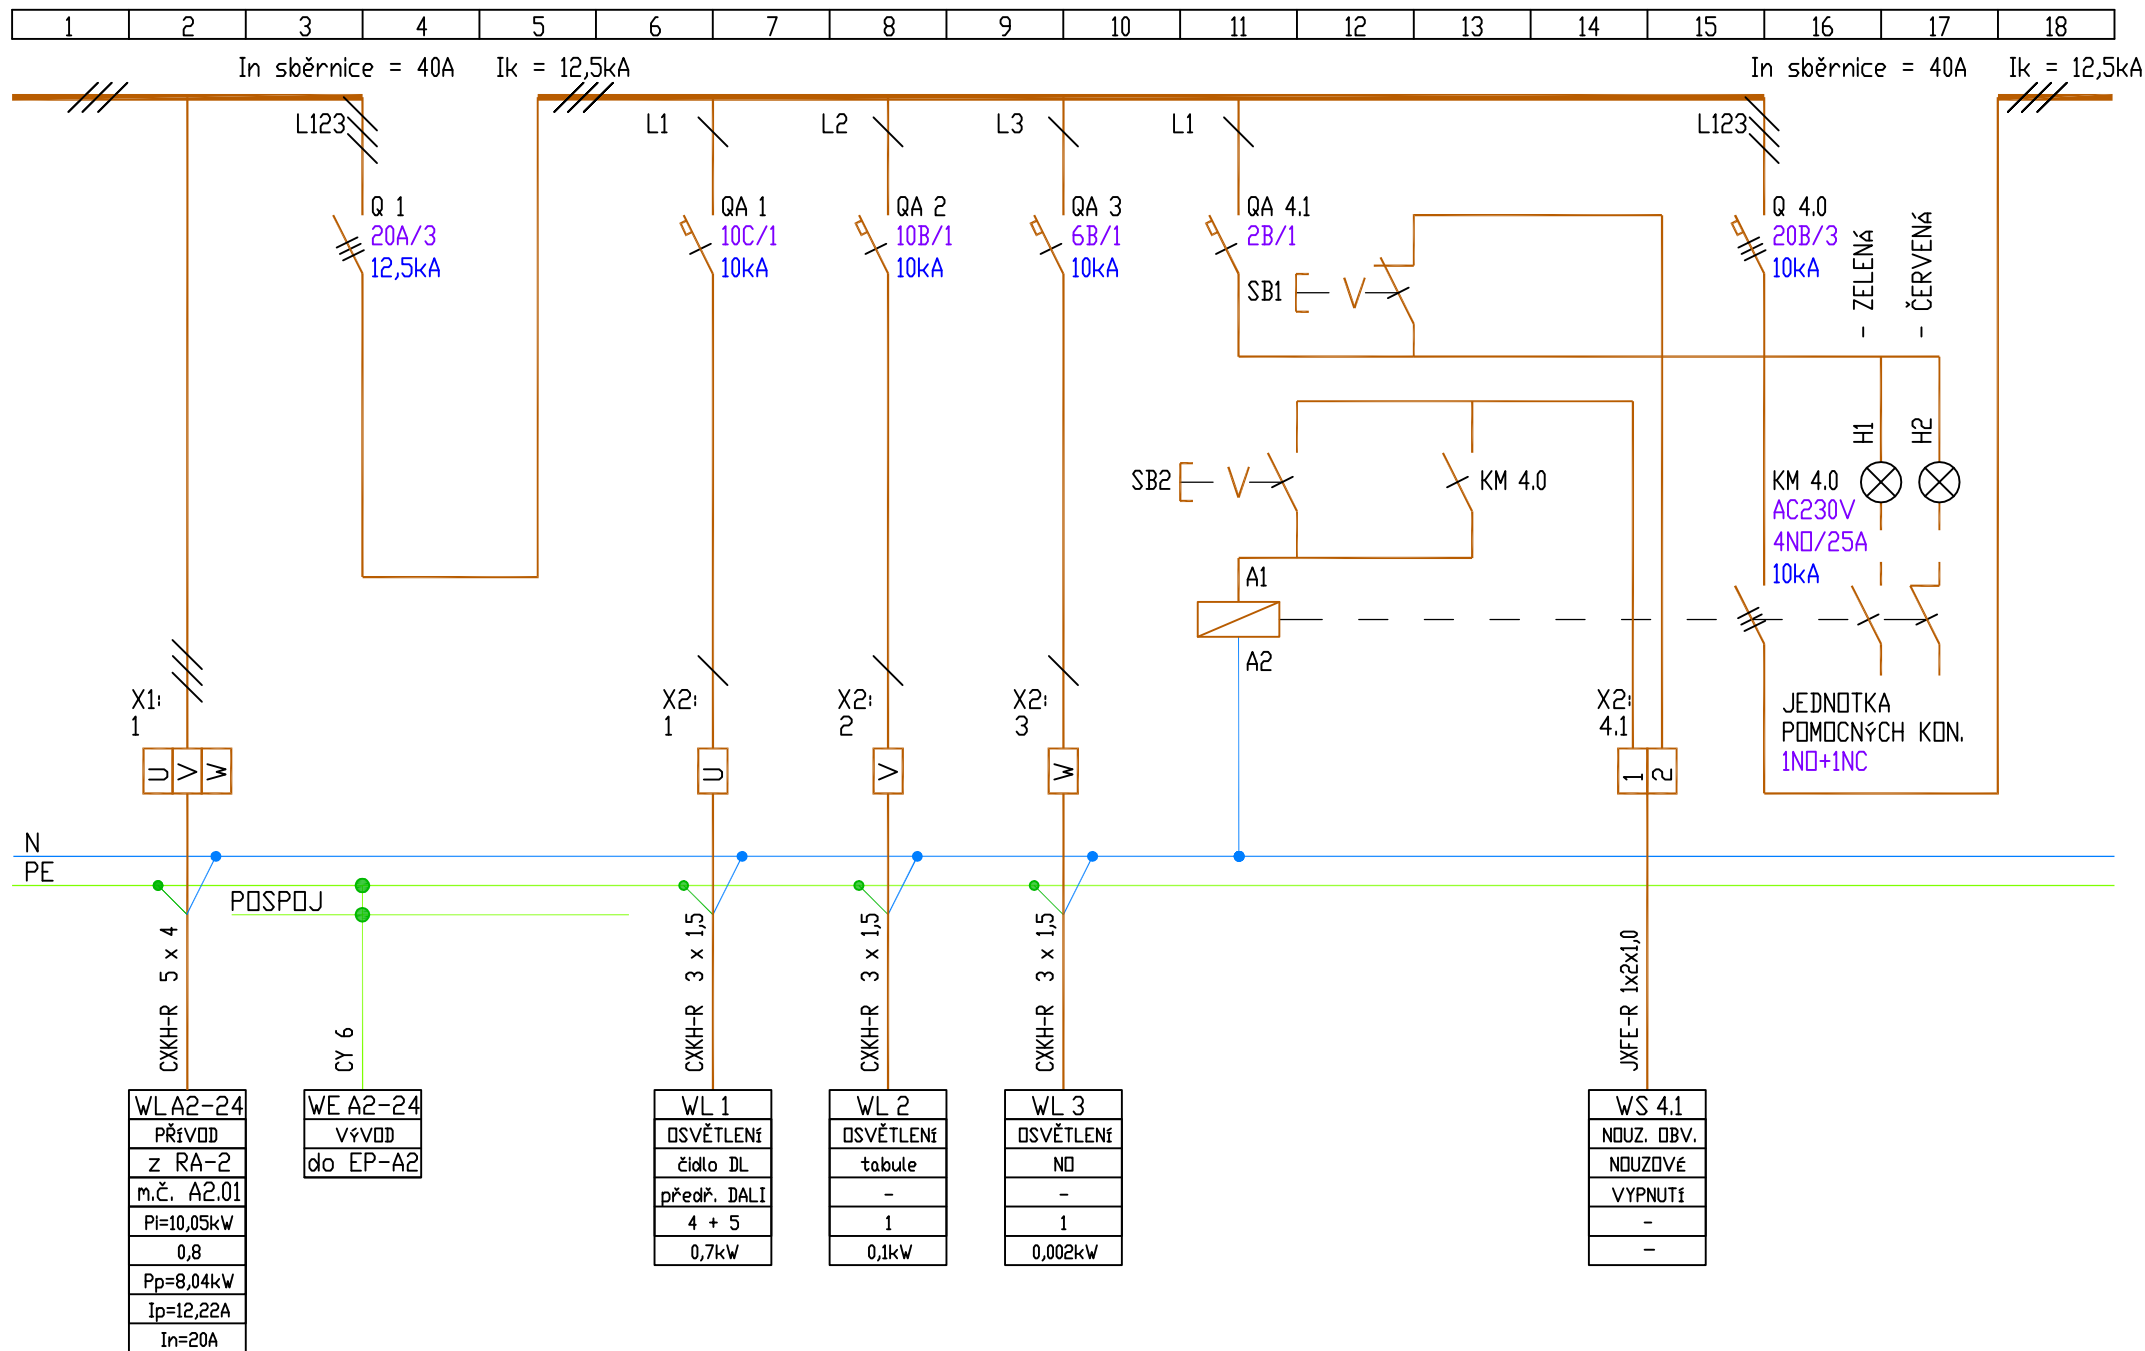 1 2 3 4 5 6 7 8 9 10 11 12 13 14 15 16 17 18
In sběrnice = 40A Ik = 12,5kA
In sběrnice = 40A Ik = 12,5kA
L123
L1
L2
L3
L1
L123
Q 1
20A/3
12,5kA
QA 1
10C/1
10kA
QA 2
10B/1
10kA
QA 3
6B/1
10kA
QA 4.1
2B/1
Q 4.0
20B/3
10kA
- ZELENÁ
- ČERVENÁ
SB1
H1
H2
SB2
KM 4.0
KM 4.0
AC230V
4NO/25A
10kA
A1
A2
X1:
1
X2:
1
X2:
2
X2:
3
X2:
4.1
JEDNOTKA
POMOCNÝCH KON.
1NO+1NC
U V W
U
V
W
1 2
N
PE
POSPOJ
CXKH-R 5 x 4
CY 6
CXKH-R 3 x 1,5
CXKH-R 3 x 1,5
CXKH-R 3 x 1,5
JXFE-R 1x2x1,0
WL A2-24
PŘÍVOD
z RA-2
m.č. A2.01
Pi=10,05kW
0,8
Pp=8,04kW
Ip=12,22A
In=20A
WE A2-24
VÝVOD
do EP-A2
WL 1
OSVĚTLENÍ
čidlo DL
předř. DALI
4 + 5
0,7kW
WL 2
OSVĚTLENÍ
tabule
-
1
0,1kW
WL 3
OSVĚTLENÍ
NO
-
1
0,002kW
WS 4.1
NOUZ. OBV.
NOUZOVÉ
VYPNUTÍ
-
-